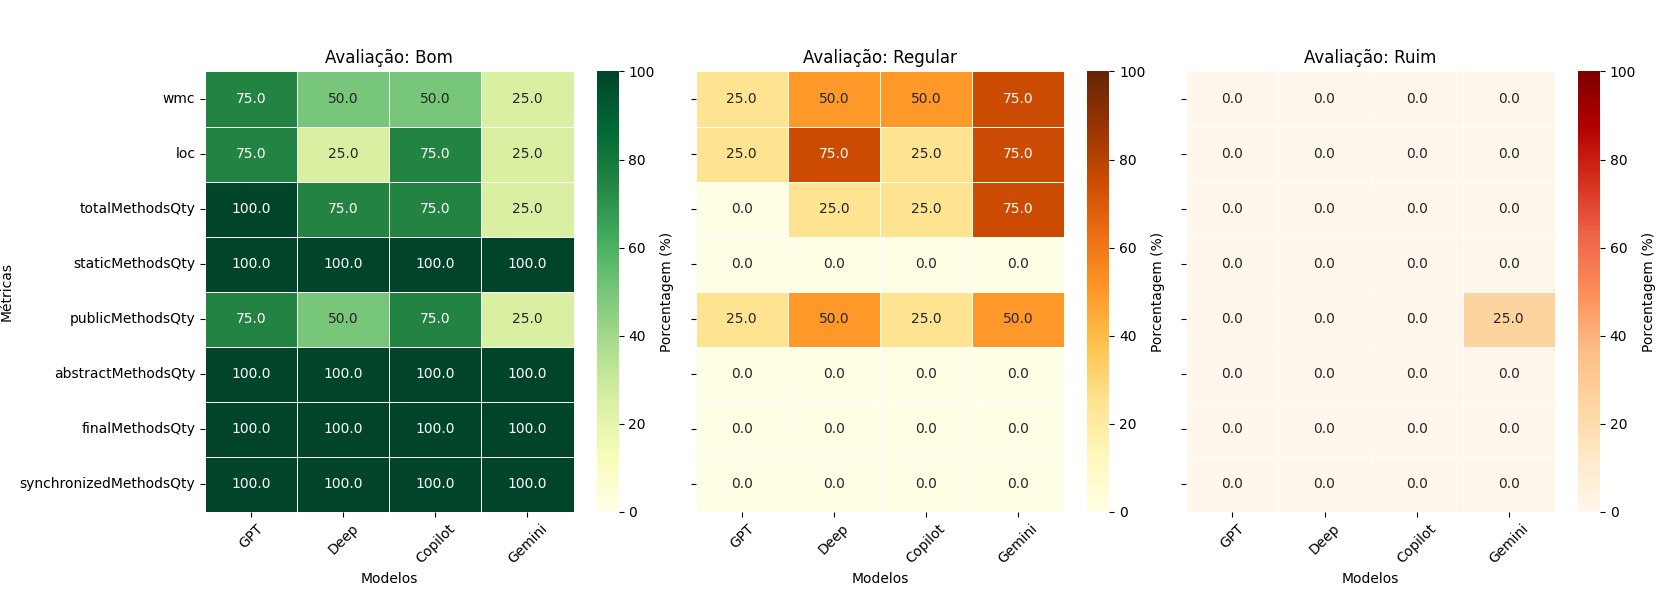 Avaliação: Bom
Avaliação: Regular
Avaliação: Ruim
Métricas
wmc 75.0 50.0 50.0 25.0
loc 75.0 25.0 75.0 25.0
totalMethodsQty 100.0 75.0 75.0 25.0
staticMethodsQty 100.0 100.0 100.0 100.0
publicMethodsQty 75.0 50.0 75.0 25.0
abstractMethodsQty 100.0 100.0 100.0 100.0
finalMethodsQty 100.0 100.0 100.0 100.0
synchronizedMethodsQty 100.0 100.0 100.0 100.0
GPT Deep Copilot Gemini
Modelos
100
80
60
40
20
0
Porcentagem (%)
25.0 50.0 50.0 75.0
25.0 75.0 25.0 75.0
0.0 25.0 25.0 75.0
0.0 0.0 0.0 0.0
25.0 50.0 25.0 50.0
0.0 0.0 0.0 0.0
0.0 0.0 0.0 0.0
0.0 0.0 0.0 0.0
GPT Deep Copilot Gemini
Modelos
100
80
60
40
20
0
Porcentagem (%)
0.0 0.0 0.0 0.0
0.0 0.0 0.0 0.0
0.0 0.0 0.0 0.0
0.0 0.0 0.0 0.0
0.0 0.0 0.0 25.0
0.0 0.0 0.0 0.0
0.0 0.0 0.0 0.0
0.0 0.0 0.0 0.0
GPT Deep Copilot Gemini
Modelos
100
80
60
40
20
0
Porcentagem (%)